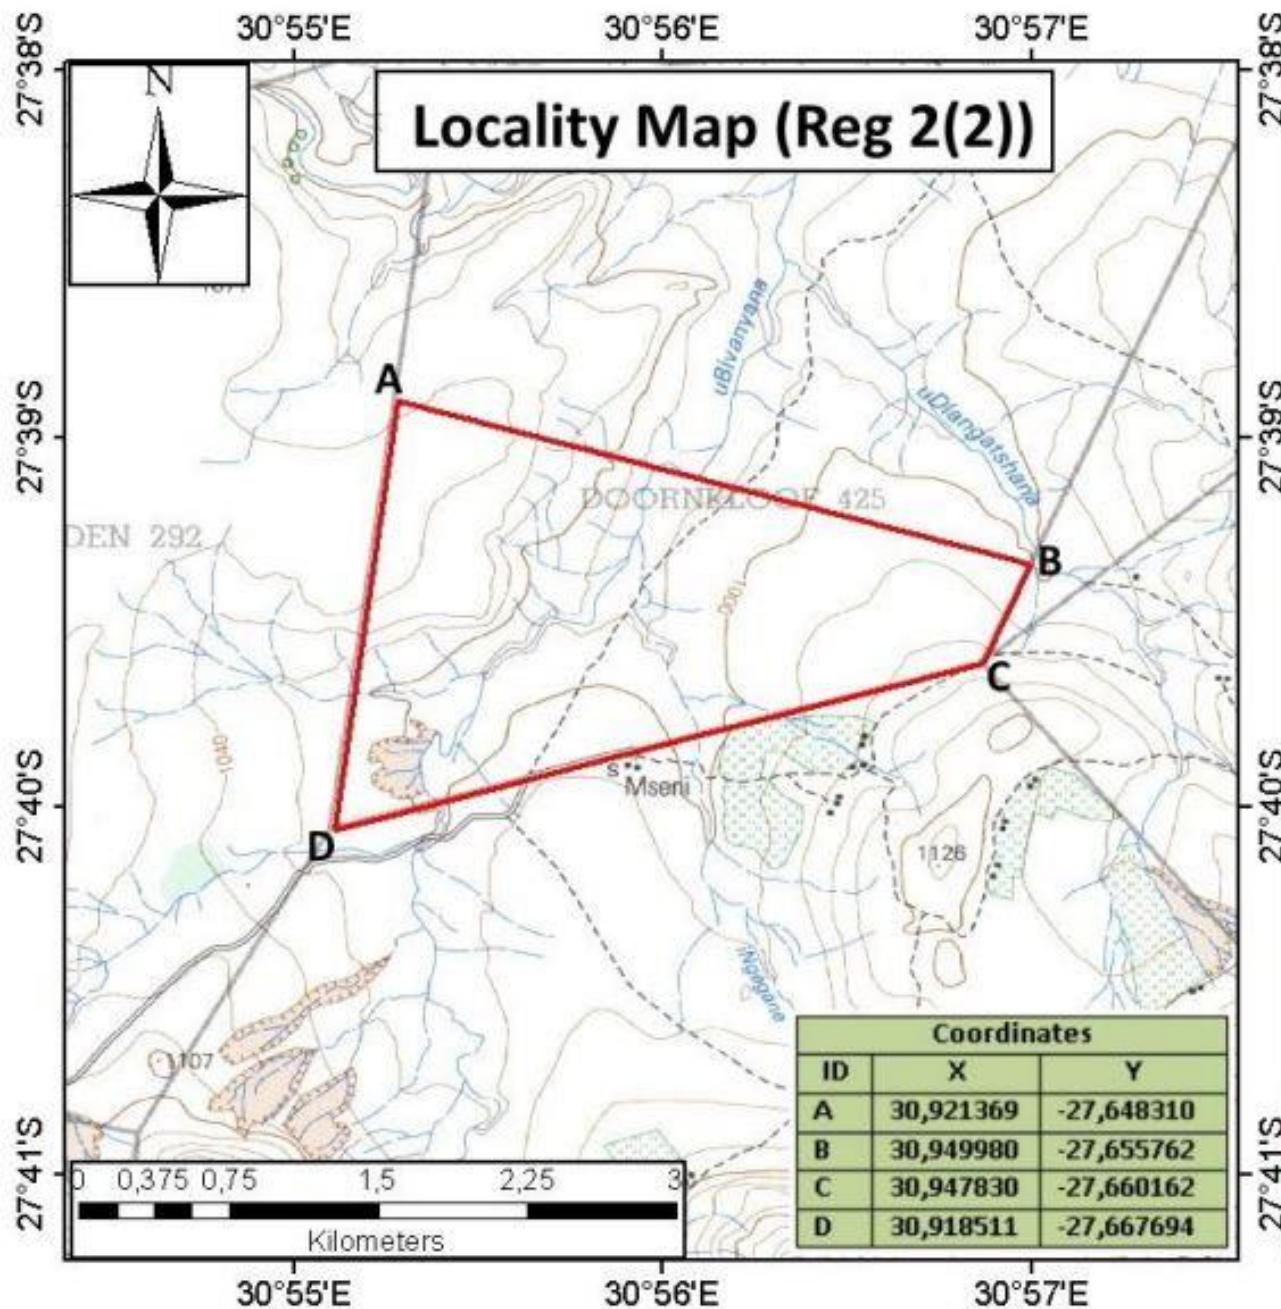 30°55'E 30°56'E 30°57'E
27°38'S 27°38'S
N
Locality Map (Reg 2(2))
uBivanyana
A
27°39'S 27°39'S
uDlangatshana
DOORNKLOOF 425
DEN 292
B
1000
C
1040
S
Mseni
27°40'S 27°40'S
D
1126
iNgogane
1107
Coordinates
ID X Y
A 30,921369 -27,648310
B 30,949980 -27,655762
C 30,947830 -27,660162
D 30,918511 -27,667694
27°41'S 27°41'S
0 0,375 0,75 1,5 2,25 3
Kilometers
30°55'E 30°56'E 30°57'E